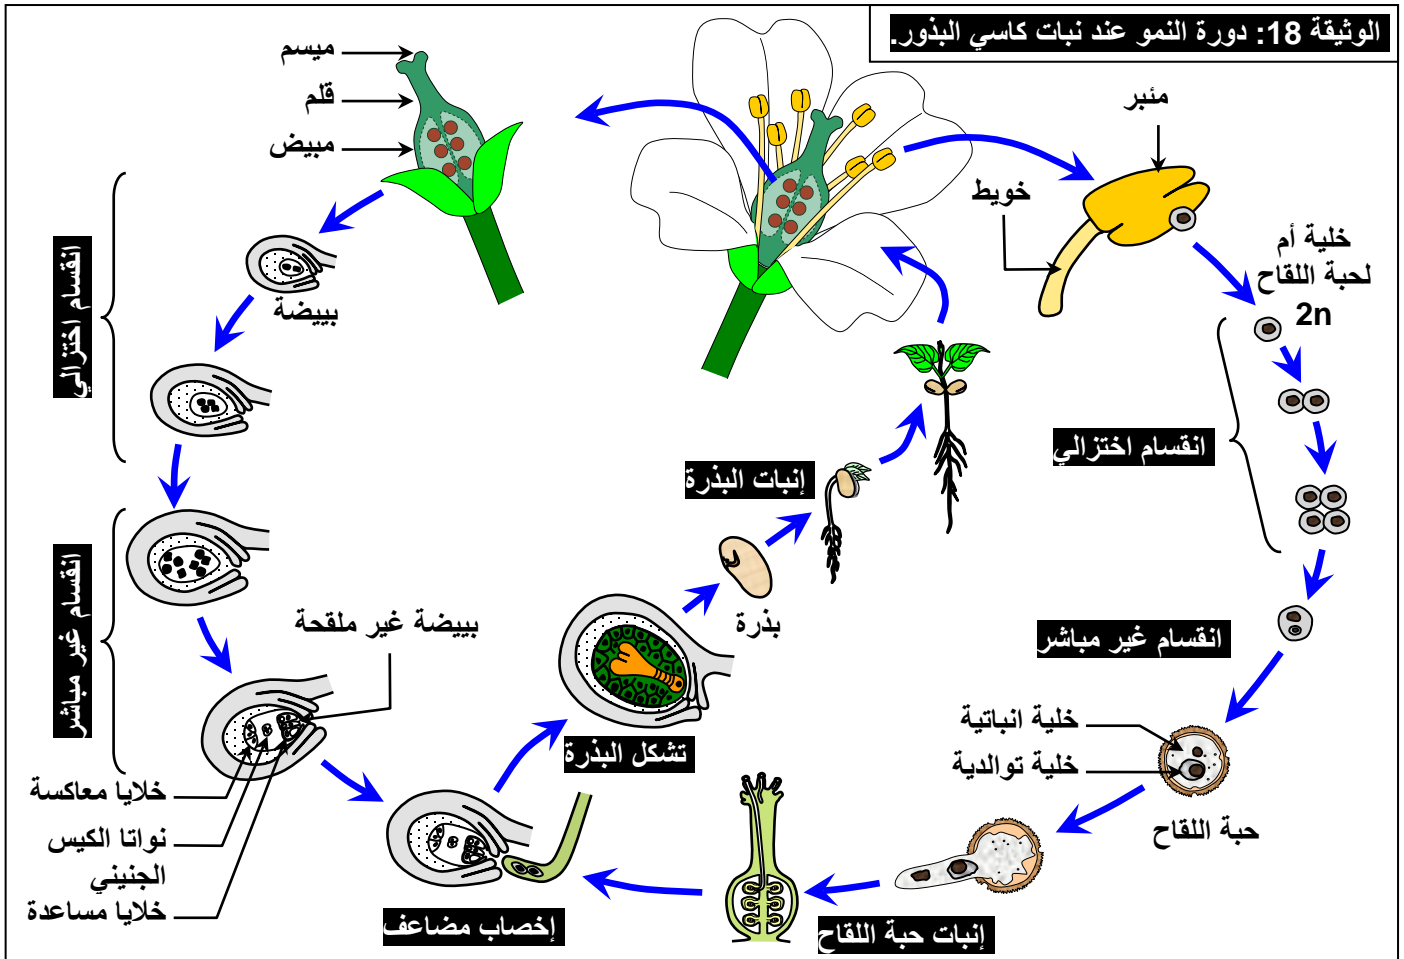 الوثيقة 18: دورة النمو عند نبات كاسي البذور.
ميسم
قلم
مبيض
مئبر
خويط
خلية أم
لحبة اللقاح
2n
بييضة
انقسام اختزالي
انقسام اختزالي
إنبات البذرة
انقسام غير مباشر
بييضة غير ملقحة
بذرة
انقسام غير مباشر
خلية انباتية
خلية توالدية
حبة اللقاح
تشكل البذرة
خلايا معاكسة
نواتا الكيس
الجنيني
خلايا مساعدة
إخصاب مضاعف
إنبات حبة اللقاح